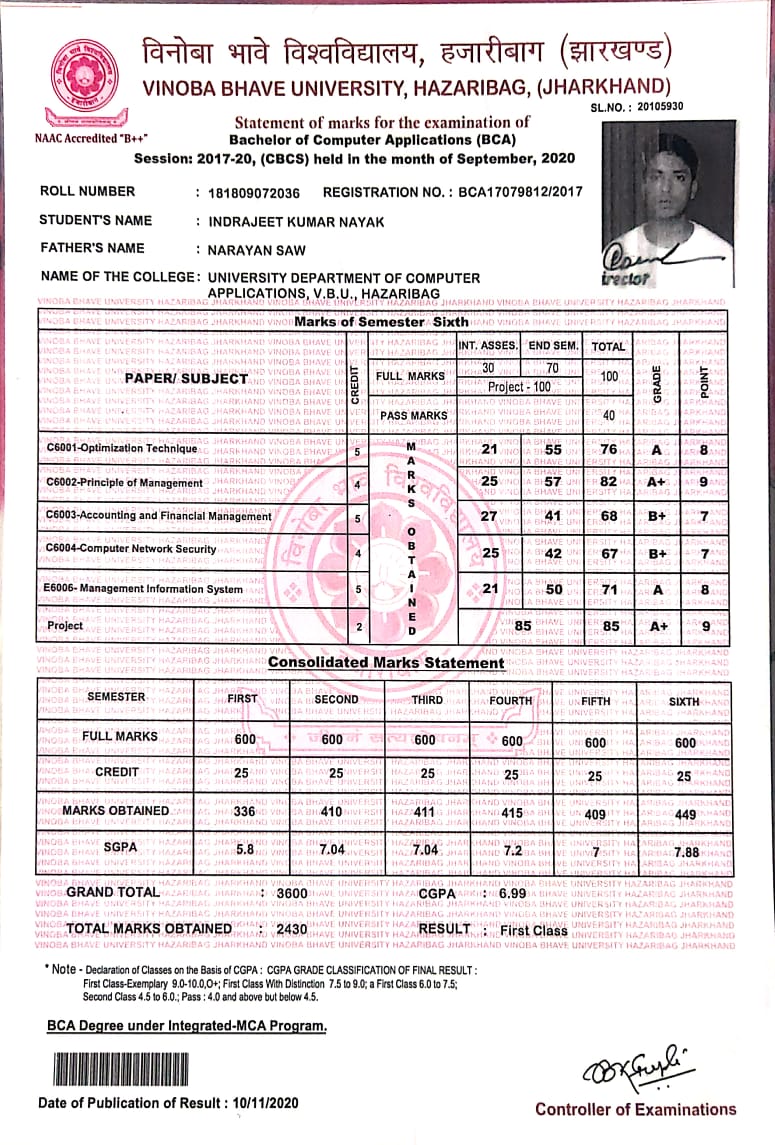 विनोबा भावे विश्वविद्यालय, हजारीबाग (झारखण्ड)
VINOBA BHAVE UNIVERSITY, HAZARIBAG, (JHARKHAND)
SL.NO. : 20105930
NAAC Accredited "B++"
Statement of marks for the examination of
Bachelor of Computer Applications (BCA)
Session: 2017-20, (CBCS) held in the month of September, 2020
ROLL NUMBER : 181809072036 REGISTRATION NO. : BCA17079812/2017
STUDENT'S NAME : INDRAJEET KUMAR NAYAK
FATHER'S NAME : NARAYAN SAW
NAME OF THE COLLEGE: UNIVERSITY DEPARTMENT OF COMPUTER
APPLICATIONS, V.B.U., HAZARIBAG
irector
Marks of Semester Sixth
PAPER/ SUBJECT CREDIT FULL MARKS INT. ASSES. END SEM. TOTAL GRADE POINT
30 70 100
Project - 100
PASS MARKS 40
MARKS OBTAINED
C6001-Optimization Technique 5 21 55 76 A 8
C6002-Principle of Management 4 25 57 82 A+ 9
C6003-Accounting and Financial Management 5 27 41 68 B+ 7
C6004-Computer Network Security 4 25 42 67 B+ 7
E6006- Management Information System 5 21 50 71 A 8
Project 2 85 85 A+ 9
Consolidated Marks Statement
SEMESTER FIRST SECOND THIRD FOURTH FIFTH SIXTH
FULL MARKS 600 600 600 600 600 600
CREDIT 25 25 25 25 25 25
MARKS OBTAINED 336 410 411 415 409 449
SGPA 5.8 7.04 7.04 7.2 7 7.88
GRAND TOTAL : 3600 CGPA : 6.99
TOTAL MARKS OBTAINED : 2430 RESULT : First Class
* Note - Declaration of Classes on the Basis of CGPA : CGPA GRADE CLASSIFICATION OF FINAL RESULT :
First Class-Exemplary 9.0-10.0,O+; First Class With Distinction 7.5 to 9.0; a First Class 6.0 to 7.5;
Second Class 4.5 to 6.0.; Pass : 4.0 and above but below 4.5.
BCA Degree under Integrated-MCA Program.
Date of Publication of Result : 10/11/2020
Controller of Examinations